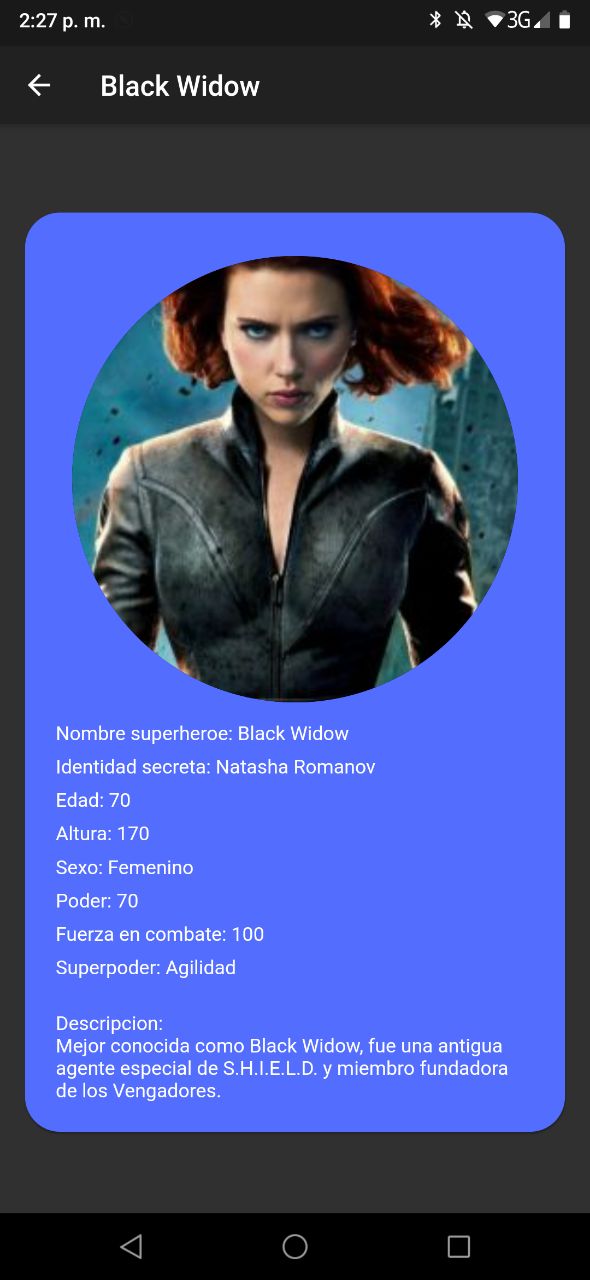 2:27 p. m.
3G
Black Widow
Nombre superheroe: Black Widow
Identidad secreta: Natasha Romanov
Edad: 70
Altura: 170
Sexo: Femenino
Poder: 70
Fuerza en combate: 100
Superpoder: Agilidad
Descripcion:
Mejor conocida como Black Widow, fue una antigua
agente especial de S.H.I.E.L.D. y miembro fundadora
de los Vengadores.